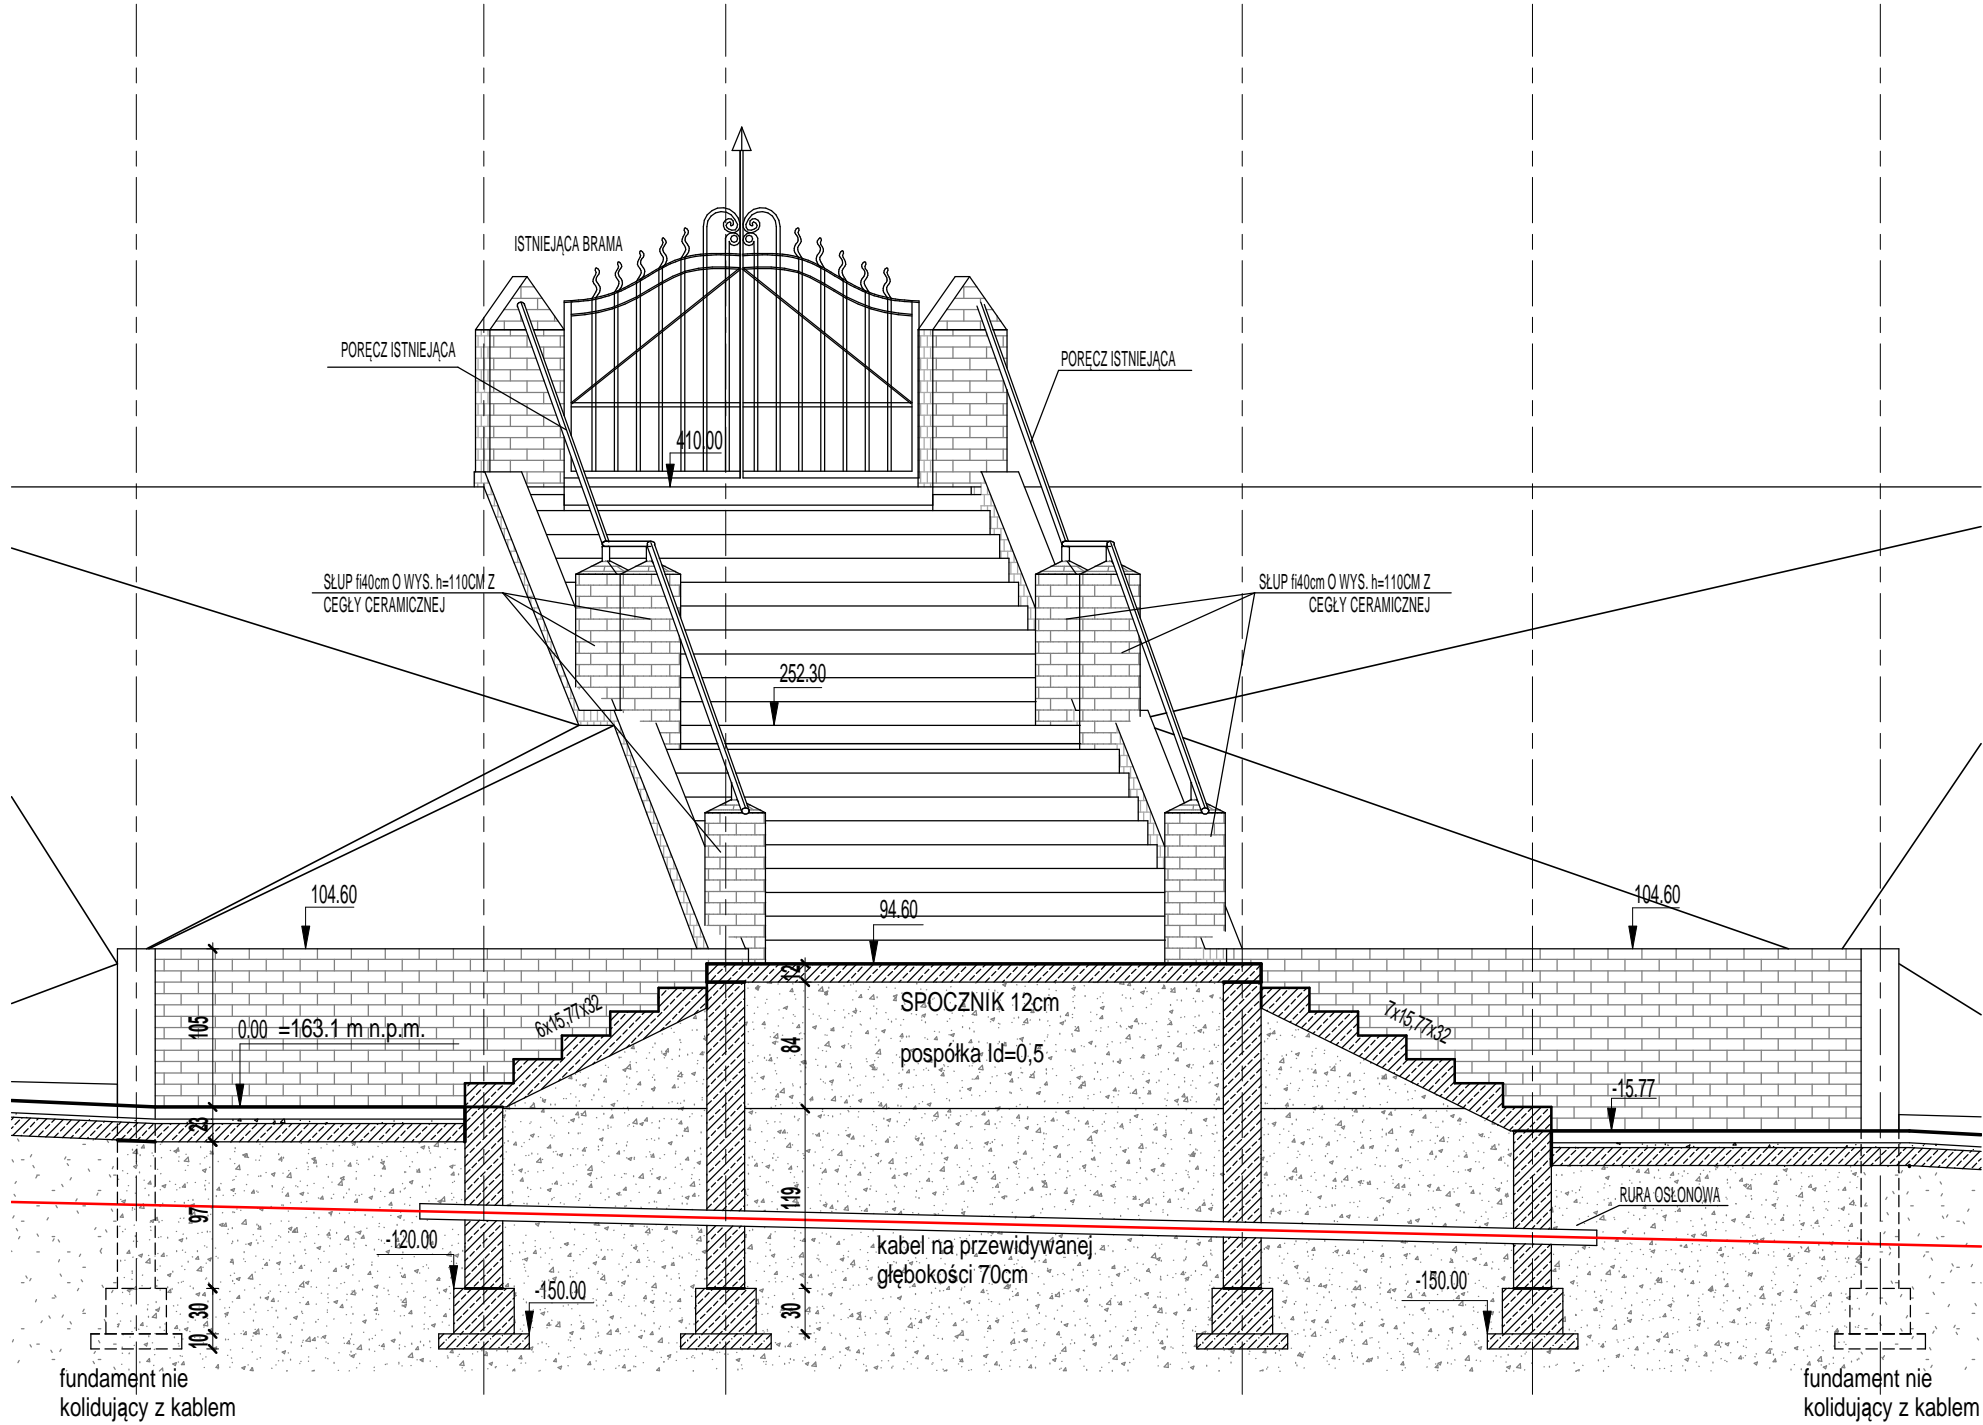 ISTNIEJĄCA BRAMA
PORĘCZ ISTNIEJĄCA
PORĘCZ ISTNIEJĄCA
410.00
SŁUP fi40cm O WYS. h=110CM Z
CEGŁY CERAMICZNEJ
SŁUP fi40cm O WYS. h=110CM Z
CEGŁY CERAMICZNEJ
252.30
104.60
94.60
104.60
12
SPOCZNIK 12cm
6x15,77x32
7x15,77x32
105
0.00 =163.1 m n.p.m.
84
pospółka Id=0,5
-15.77
23
97
119
RURA OSŁONOWA
-120.00
kabel na przewidywanej
głębokości 70cm
-150.00
-150.00
30
30
10
fundament nie
kolidujący z kablem
fundament nie
kolidujący z kablem